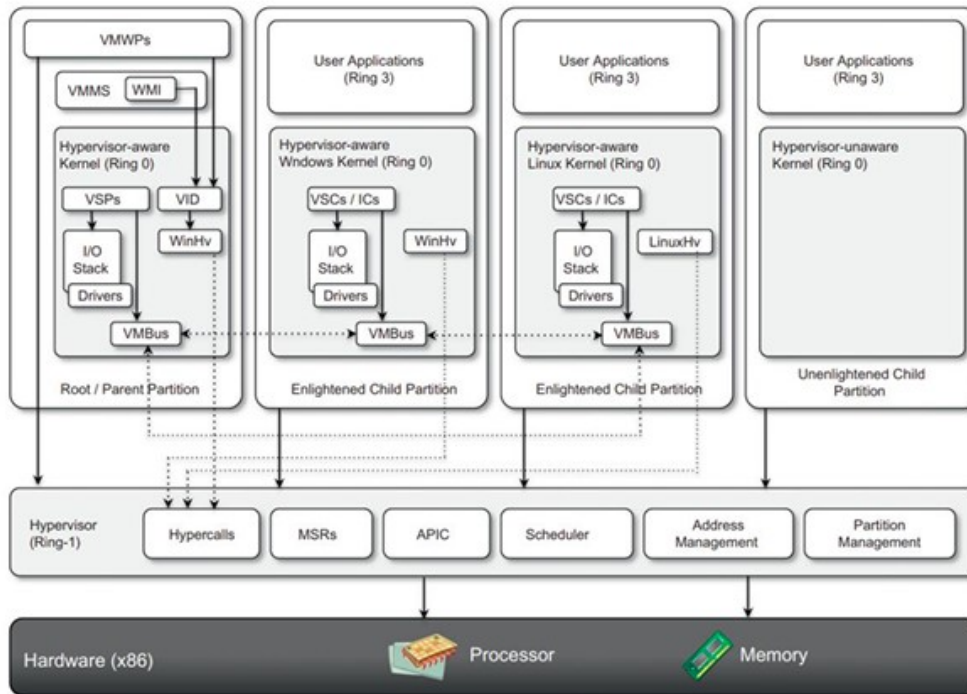 VMWPs
VMMS
WMI
Hypervisor-aware
Kernel (Ring 0)
VSPs
VID
WinHv
I/O
Stack
Drivers
VMBus
Root / Parent Partition
User Applications
(Ring 3)
Hypervisor-aware
Wndows Kernel (Ring 0)
VSCs / ICs
I/O
Stack
WinHv
Drivers
VMBus
Enlightened Child Partition
User Applications
(Ring 3)
Hypervisor-aware
Linux Kernel (Ring 0)
VSCs / ICs
I/O
Stack
LinuxHv
Drivers
VMBus
Enlightened Child Partition
User Applications
(Ring 3)
Hypervisor-unaware
Kernel (Ring 0)
Unenlightened Child
Partition
Hypervisor
(Ring-1)
Hypercalls
MSRs
APIC
Scheduler
Address
Management
Partition
Management
Hardware (x86)
Processor
Memory